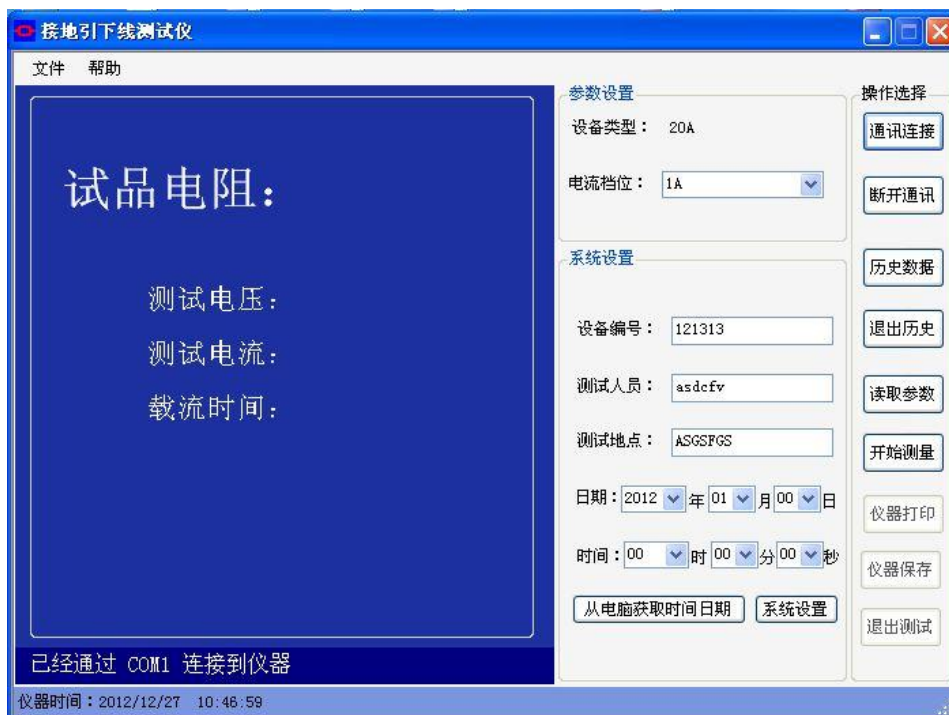 接地引下线测试仪
文件 帮助
试品电阻：
测试电压：
测试电流：
载流时间：
已经通过 COM1 连接到仪器
仪器时间：2012/12/27 10:46:59
参数设置
设备类型： 20A
电流档位： 1A
系统设置
设备编号： 121313
测试人员： asdcfv
测试地点： ASGSFGS
日期：2012 年 01 月 00 日
时间：00 时 00 分 00 秒
从电脑获取时间日期 系统设置
操作选择
通讯连接
断开通讯
历史数据
退出历史
读取参数
开始测量
仪器打印
仪器保存
退出测试